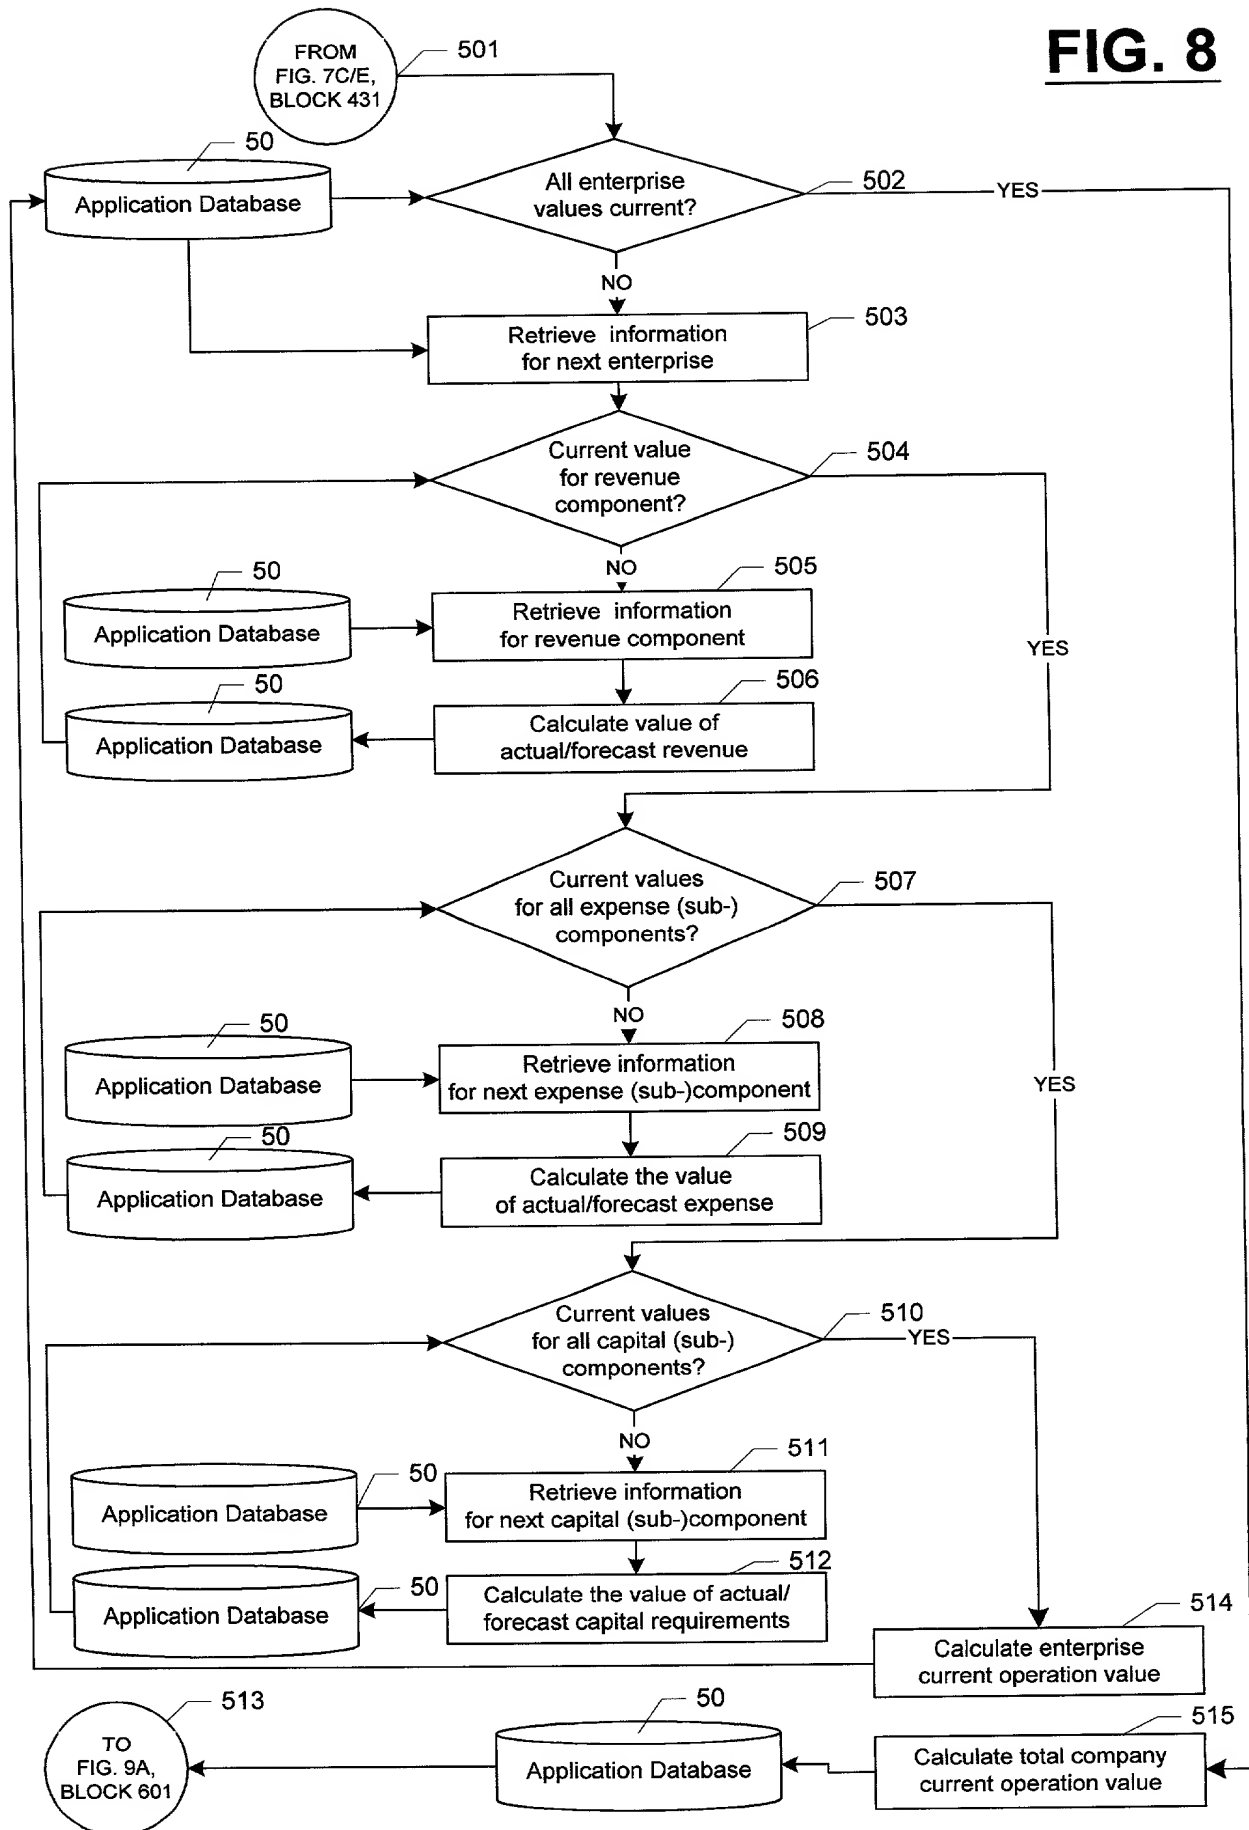 FIG. 8
FROM
FIG. 7C/E,
BLOCK 431
501
50
Application Database
All enterprise
values current?
502
YES
NO
Retrieve information
for next enterprise
503
Current value
for revenue
component?
504
YES
NO
50
Application Database
Retrieve information
for revenue component
505
50
Application Database
Calculate value of
actual/forecast revenue
506
Current values
for all expense (sub-)
components?
507
YES
NO
50
Application Database
Retrieve information
for next expense (sub-)component
508
50
Application Database
Calculate the value
of actual/forecast expense
509
Current values
for all capital (sub-)
components?
510
YES
NO
Application Database
50
Retrieve information
for next capital (sub-)component
511
Application Database
50
Calculate the value of actual/
forecast capital requirements
512
Calculate enterprise
current operation value
514
TO
FIG. 9A,
BLOCK 601
513
50
Application Database
Calculate total company
current operation value
515